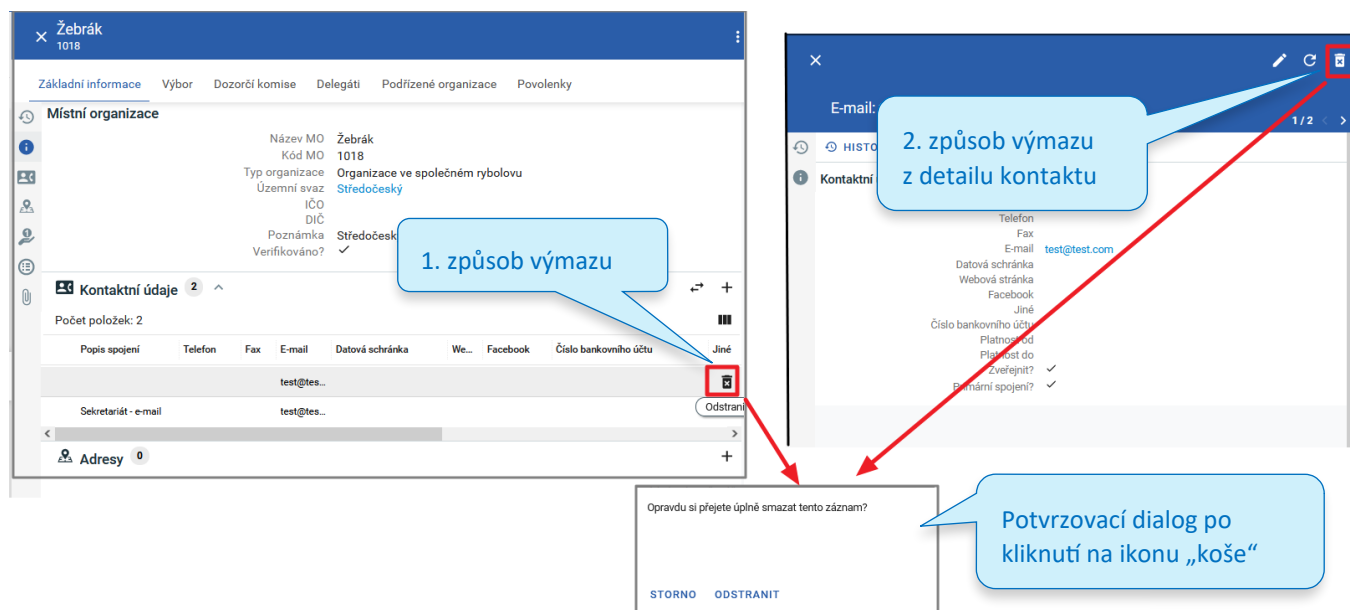 Žebrák
1018
Základní informace Výbor Dozorčí komise Delegáti Podřízené organizace Povolenky
Místní organizace
Název MO Žebrák
Kód MO 1018
Typ organizace Organizace ve společném rybolovu
Územní svaz Středočeský
IČO
DIČ
Poznámka Středočesk
Verifikováno?
1. způsob výmazu
Kontaktní údaje 2
Počet položek: 2
Popis spojení Telefon Fax E-mail Datová schránka We... Facebook Číslo bankovního účtu Jiné
test@tes...
Odstrani
Sekretariát - e-mail test@tes...
Adresy 0
E-mail:
1 / 2
2. způsob výmazu
z detailu kontaktu
HISTO
Kontaktní
Telefon
Fax
E-mail test@test.com
Datová schránka
Webová stránka
Facebook
Jiné
Číslo bankovního účtu
Platnost od
Platnost do
Zveřejnit?
Primární spojení?
Opravdu si přejete úplně smazat tento záznam?
STORNO ODSTRANIT
Potvrzovací dialog po
kliknutí na ikonu „koše“